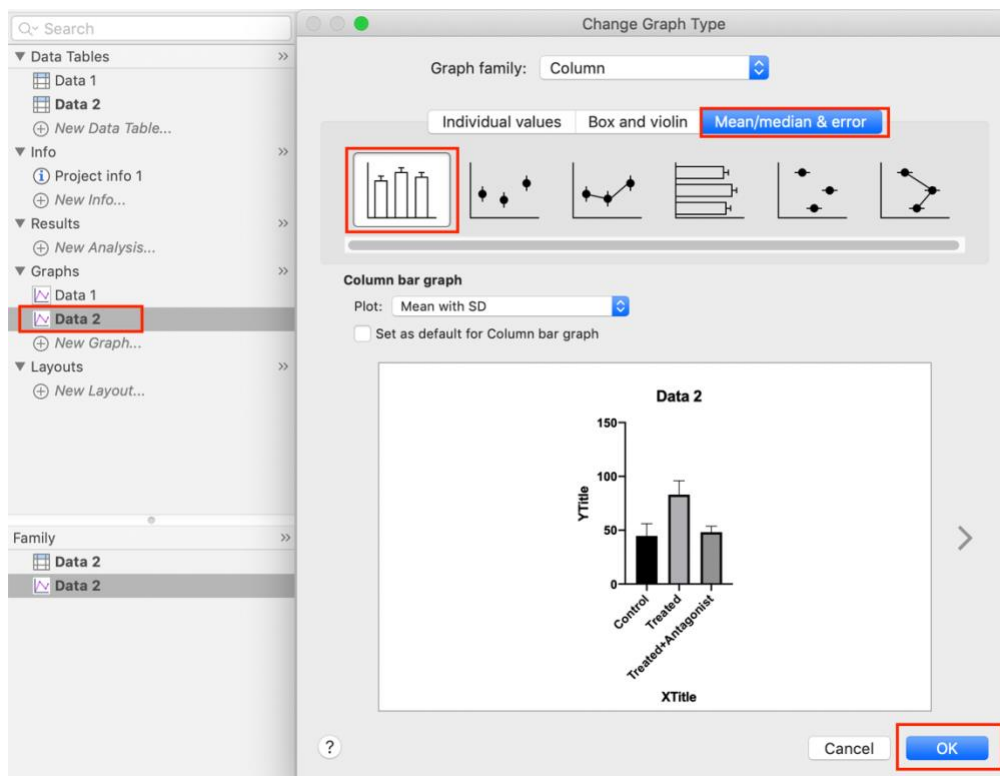 Search
Data Tables
Data 1
Data 2
New Data Table...
Info
Project info 1
New Info...
Results
New Analysis...
Graphs
Data 1
Data 2
New Graph...
Layouts
New Layout...
Family
Data 2
Data 2
Change Graph Type
Graph family: Column
Individual values Box and violin Mean/median & error
Column bar graph
Plot: Mean with SD
Set as default for Column bar graph
Data 2
150
100
50
0
YTitle
Control
Treated
Treated+Antagonist
XTitle
? Cancel OK